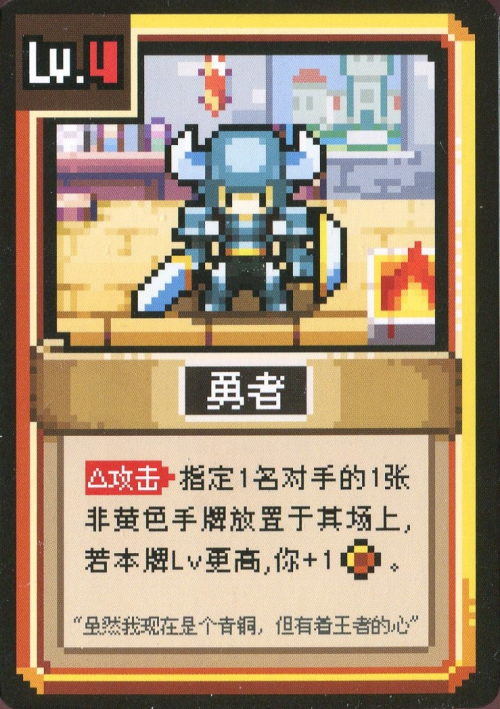 Lv.4
勇者
△攻击 指定1名对手的1张
非黄色手牌放置于其场上,
若本牌Lv更高,你+1 。
“虽然我现在是个青铜，但有着王者的心”